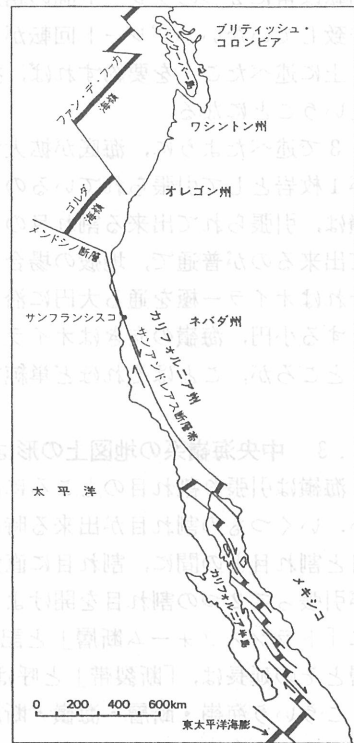 ブリティッシュ・
コロンビア
バンクーバー島
ファン・デ・フーカ
海嶺
ワシントン州
オレゴン州
ゴルダ
海嶺
メンドシノ断層
サンフランシスコ
ネバダ州
カリフォルニア州
サンアンドレアス断層帯
太平洋
メキシコ
カリフォルニア半島
0 200 400 600km
東太平洋海膨